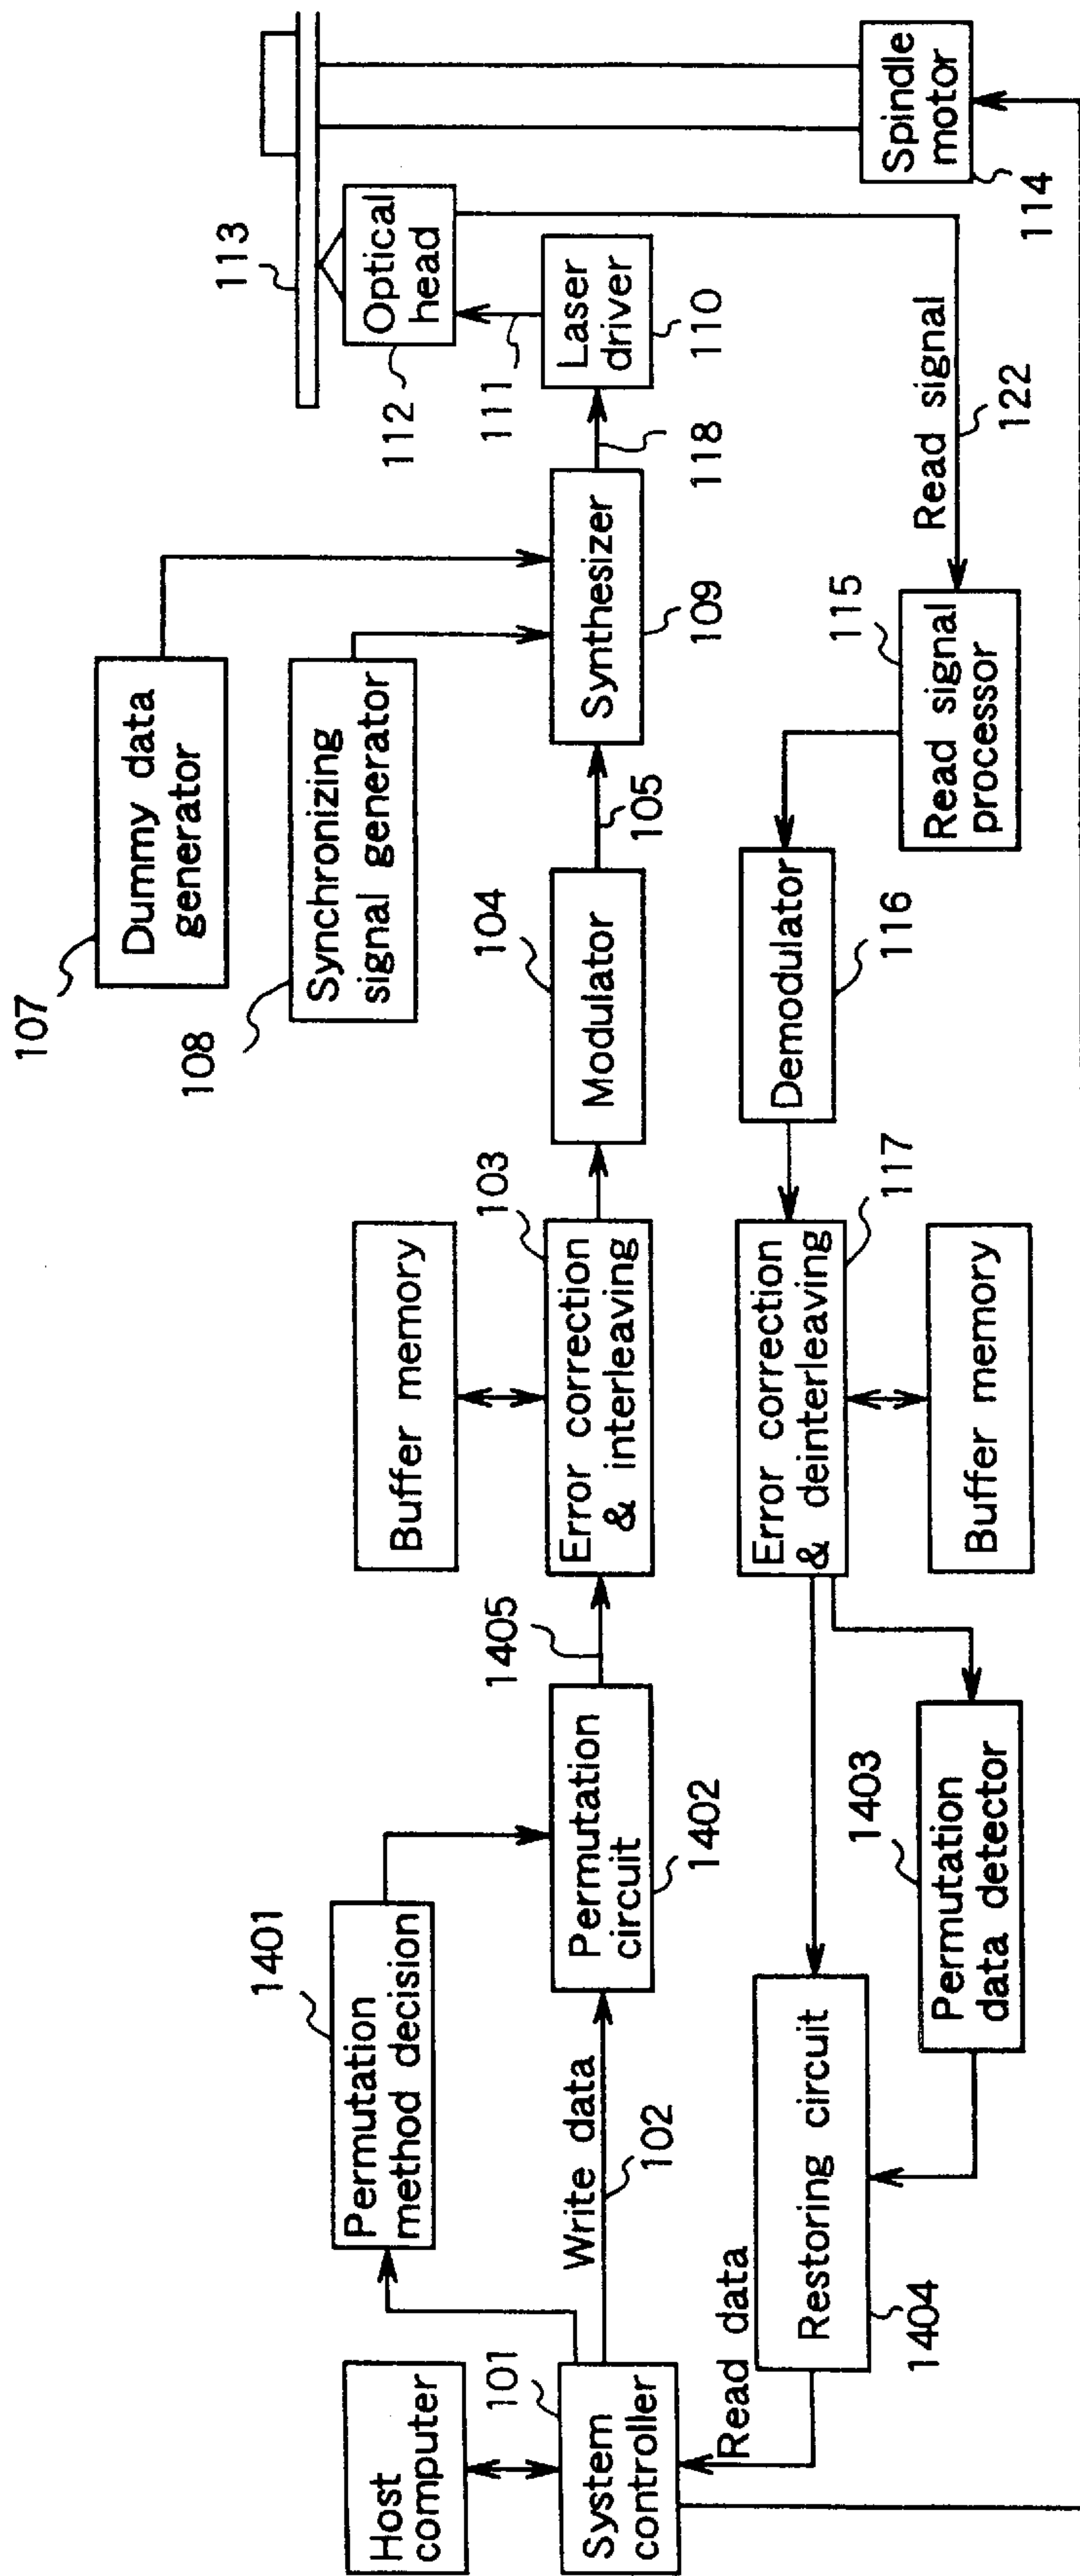 Host
computer
101
System
controller
1401
Permutation
method decision
Write data
102
Permutation
circuit
1402
1405
Buffer memory
103
Error correction
& interleaving
104
Modulator
105
107
Dummy data
generator
108
Synchronizing
signal generator
Synthesizer
109
118
Laser
driver
110
111
112
Optical
head
113
Spindle
motor
114
Read signal
122
115
Read signal
processor
Demodulator
116
117
Error correction
& deinterleaving
Buffer memory
1403
Permutation
data detector
Restoring circuit
1404
Read data